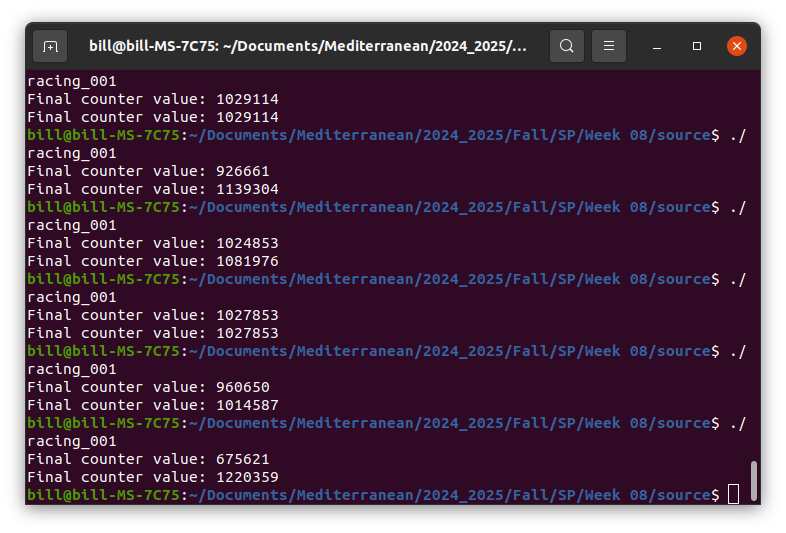 bill@bill-MS-7C75: ~/Documents/Mediterranean/2024_2025/...
racing_001
Final counter value: 1029114
Final counter value: 1029114
bill@bill-MS-7C75:~/Documents/Mediterranean/2024_2025/Fall/SP/Week 08/source$ ./
racing_001
Final counter value: 926661
Final counter value: 1139304
bill@bill-MS-7C75:~/Documents/Mediterranean/2024_2025/Fall/SP/Week 08/source$ ./
racing_001
Final counter value: 1024853
Final counter value: 1081976
bill@bill-MS-7C75:~/Documents/Mediterranean/2024_2025/Fall/SP/Week 08/source$ ./
racing_001
Final counter value: 1027853
Final counter value: 1027853
bill@bill-MS-7C75:~/Documents/Mediterranean/2024_2025/Fall/SP/Week 08/source$ ./
racing_001
Final counter value: 960650
Final counter value: 1014587
bill@bill-MS-7C75:~/Documents/Mediterranean/2024_2025/Fall/SP/Week 08/source$ ./
racing_001
Final counter value: 675621
Final counter value: 1220359
bill@bill-MS-7C75:~/Documents/Mediterranean/2024_2025/Fall/SP/Week 08/source$